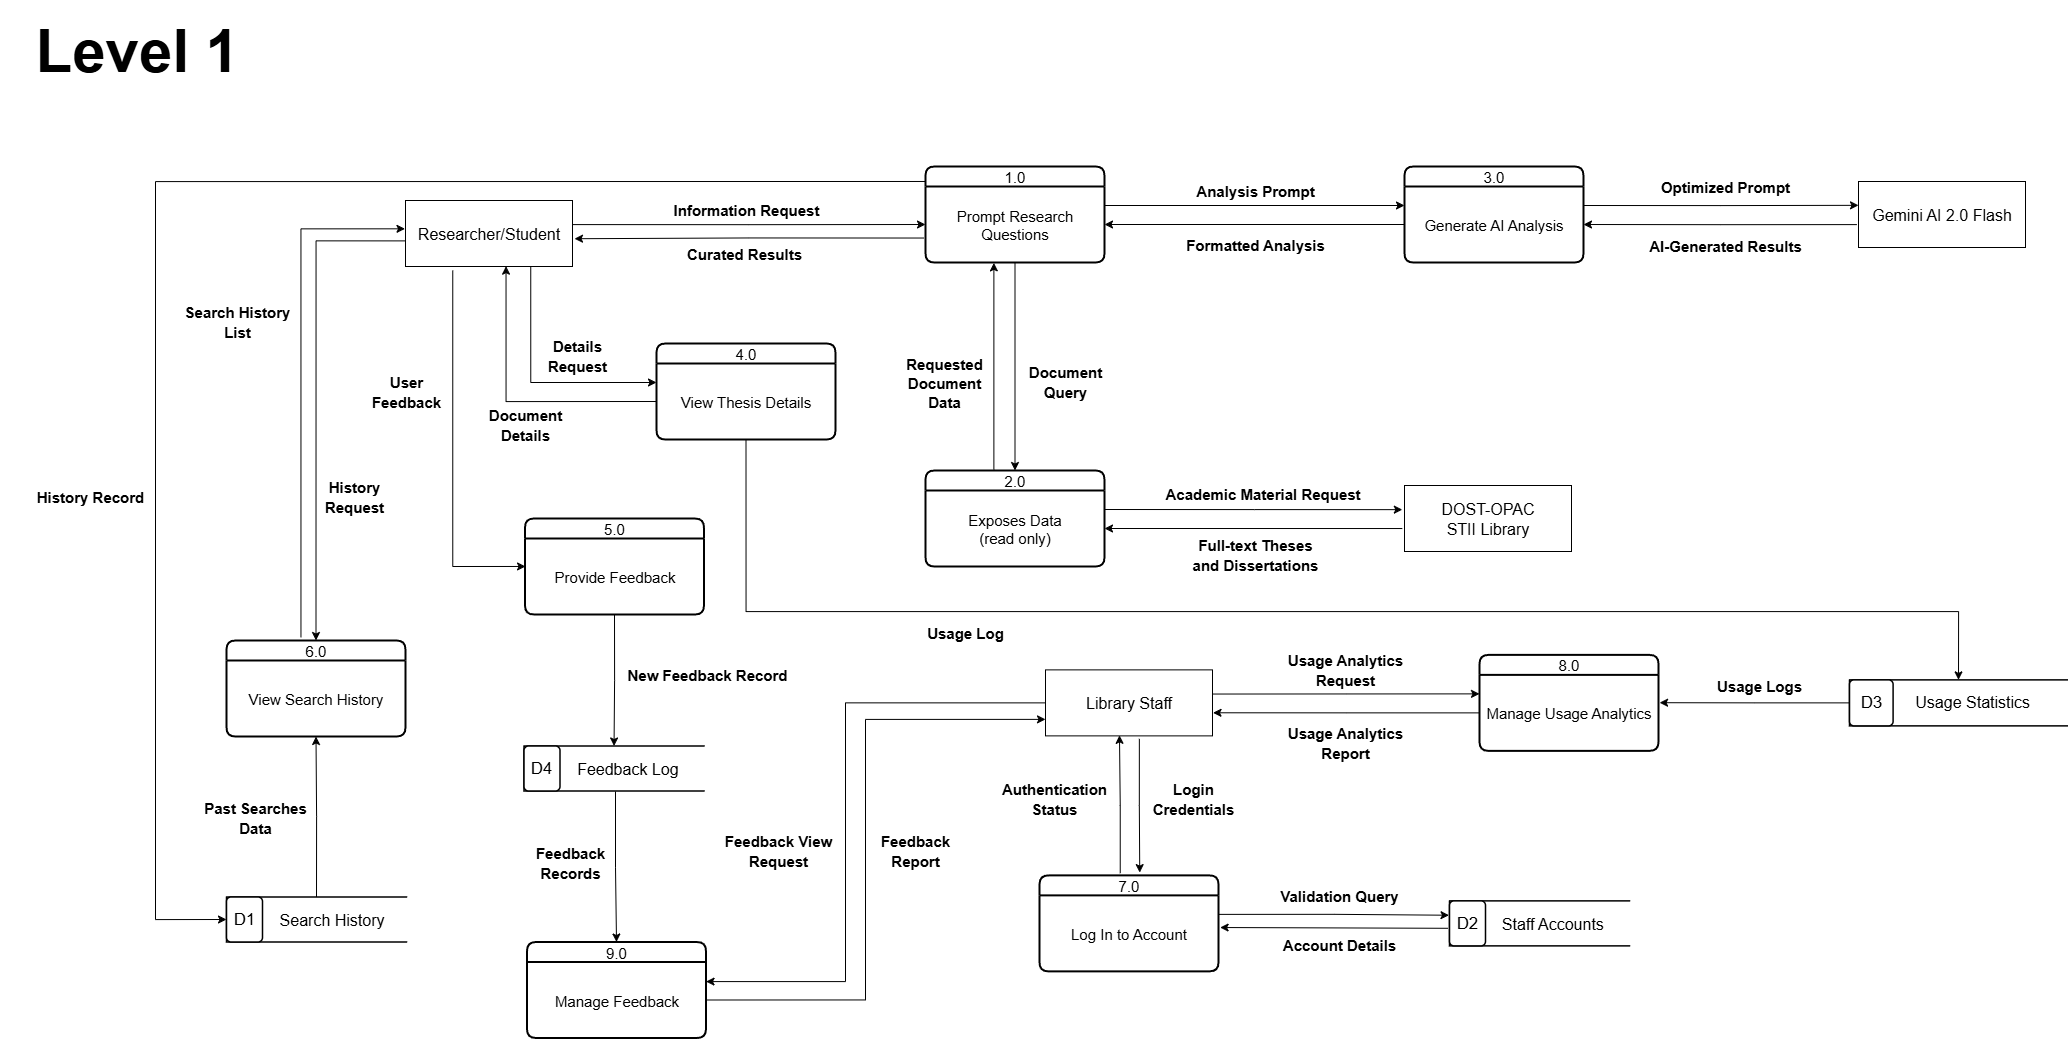 Level 1
1.0
Prompt Research
Questions
3.0
Generate AI Analysis
Gemini AI 2.0 Flash
Researcher/Student
Information Request
Curated Results
Analysis Prompt
Formatted Analysis
Optimized Prompt
AI-Generated Results
Search History
List
User
Feedback
Details
Request
Document
Details
4.0
View Thesis Details
Requested
Document
Data
Document
Query
History Record
History
Request
5.0
Provide Feedback
2.0
Exposes Data
(read only)
Academic Material Request
Full-text Theses
and Dissertations
DOST-OPAC
STII Library
Usage Log
6.0
View Search History
New Feedback Record
Library Staff
Usage Analytics
Request
Usage Analytics
Report
8.0
Manage Usage Analytics
Usage Logs
D3
Usage Statistics
D4
Feedback Log
Past Searches
Data
Feedback
Records
Feedback View
Request
Feedback
Report
Authentication
Status
Login
Credentials
D1
Search History
7.0
Log In to Account
Validation Query
Account Details
D2
Staff Accounts
9.0
Manage Feedback